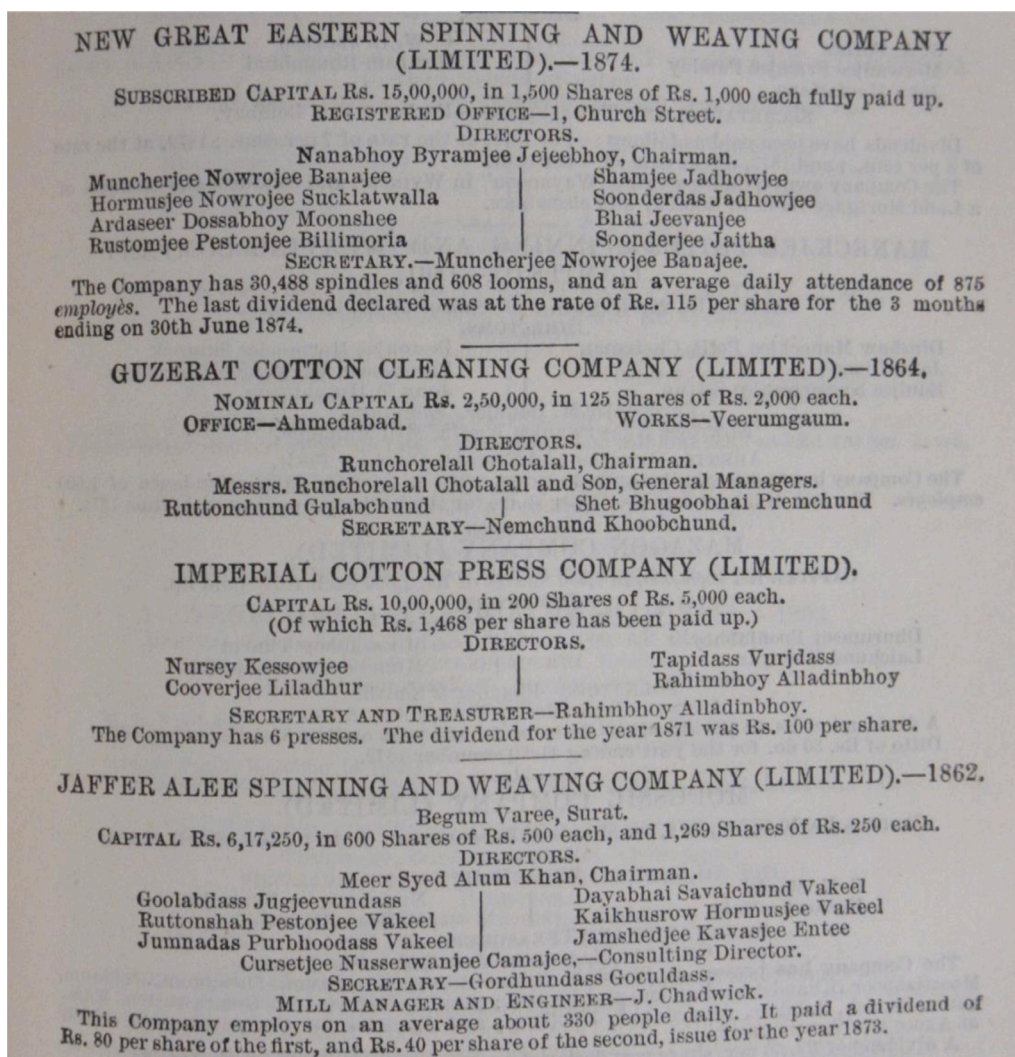 NEW GREAT EASTERN SPINNING AND WEAVING COMPANY
(LIMITED).—1874.
SUBSCRIBED CAPITAL Rs. 15,00,000, in 1,500 Shares of Rs. 1,000 each fully paid up.
REGISTERED OFFICE—1, Church Street.
DIRECTORS.
Nanabhoy Byramjee Jejeebhoy, Chairman.
Muncherjee Nowrojee Banajee Shamjee Jadhowjee
Hormusjee Nowrojee Sucklatwalla Soonderdas Jadhowjee
Ardaseer Dossabhoy Moonshee Bhai Jeevanjee
Rustomjee Pestonjee Billimoria Soonderjee Jaitha
SECRETARY.—Muncherjee Nowrojee Banajee.
The Company has 30,488 spindles and 608 looms, and an average daily attendance of 875
employès. The last dividend declared was at the rate of Rs. 115 per share for the 3 months
ending on 30th June 1874.
GUZERAT COTTON CLEANING COMPANY (LIMITED).—1864.
NOMINAL CAPITAL Rs. 2,50,000, in 125 Shares of Rs. 2,000 each.
OFFICE—Ahmedabad. WORKS—Veerumgaum.
DIRECTORS.
Runchorelall Chotalall, Chairman.
Messrs. Runchorelall Chotalall and Son, General Managers.
Ruttonchund Gulabchund Shet Bhugoobhai Premchund
SECRETARY—Nemchund Khoobchund.
IMPERIAL COTTON PRESS COMPANY (LIMITED).
CAPITAL Rs. 10,00,000, in 200 Shares of Rs. 5,000 each.
(Of which Rs. 1,468 per share has been paid up.)
DIRECTORS.
Nursey Kessowjee Tapidass Vurjdass
Cooverjee Liladhur Rahimbhoy Alladinbhoy
SECRETARY AND TREASURER—Rahimbhoy Alladinbhoy.
The Company has 6 presses. The dividend for the year 1871 was Rs. 100 per share.
JAFFER ALEE SPINNING AND WEAVING COMPANY (LIMITED).—1862.
Begum Varee, Surat.
CAPITAL Rs. 6,17,250, in 600 Shares of Rs. 500 each, and 1,269 Shares of Rs. 250 each.
DIRECTORS.
Meer Syed Alum Khan, Chairman.
Goolabdass Jugjeevundass Dayabhai Savaichund Vakeel
Ruttonshah Pestonjee Vakeel Kaikhusrow Hormusjee Vakeel
Jumnadas Purbhoodass Vakeel Jamshedjee Kavasjee Entee
Cursetjee Nusserwanjee Camajee,—Consulting Director.
SECRETARY—Gordhundass Goculdass.
MILL MANAGER AND ENGINEER—J. Chadwick.
This Company employs on an average about 330 people daily. It paid a dividend of
Rs. 80 per share of the first, and Rs. 40 per share of the second, issue for the year 1873.